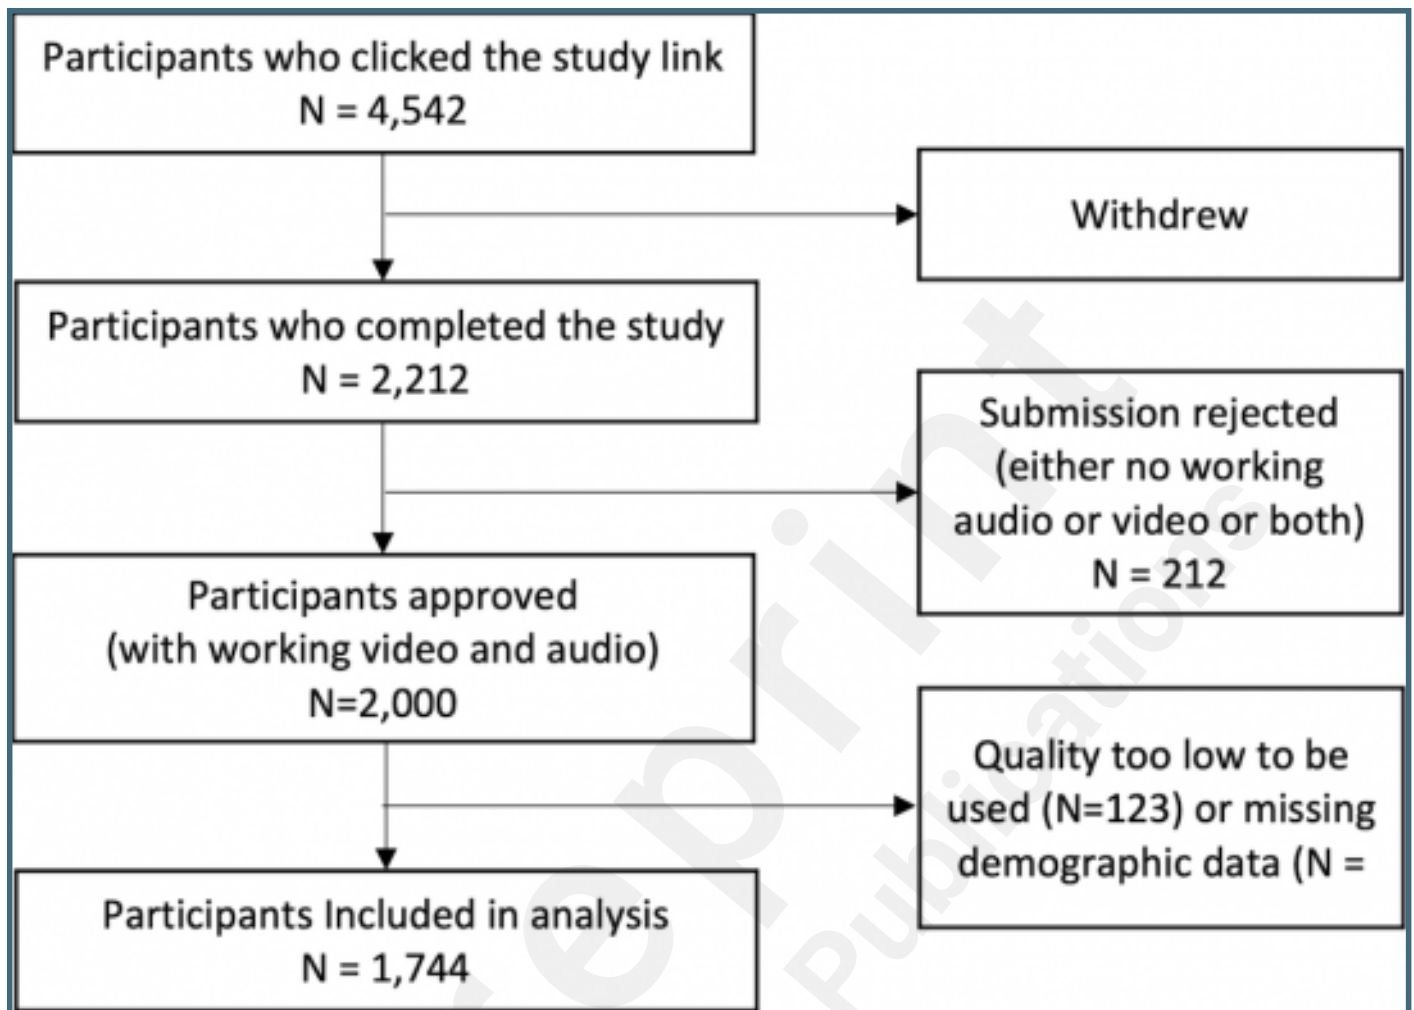 Participants who clicked the study link
N = 4,542
Withdrew
Participants who completed the study
N = 2,212
Submission rejected
(either no working
audio or video or both)
N = 212
Participants approved
(with working video and audio)
N=2,000
Quality too low to be
used (N=123) or missing
demographic data (N =
Participants Included in analysis
N = 1,744
eprint
Publications